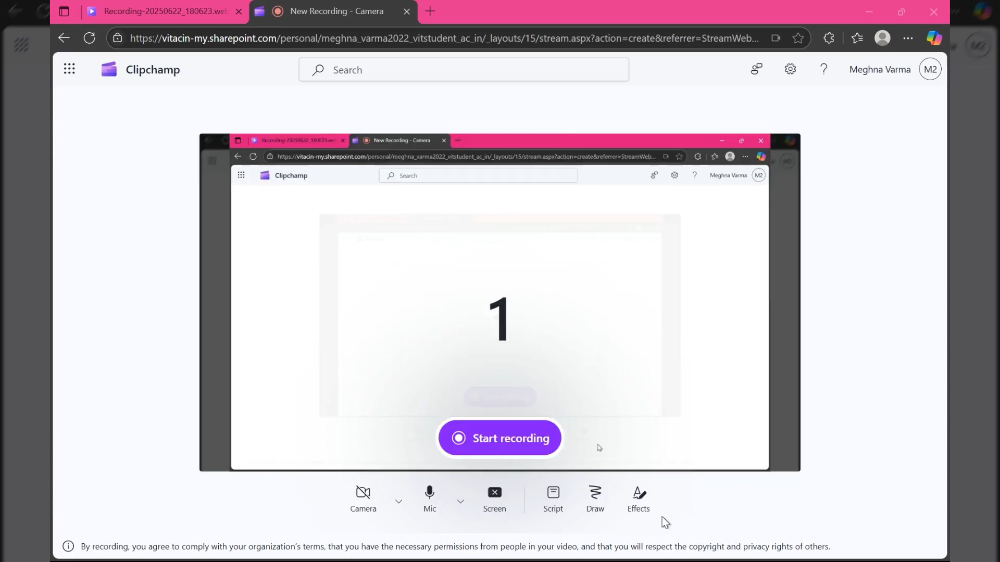 Recording-20250622_180623.web
New Recording - Camera
https://vitacin-my.sharepoint.com/personal/meghna_varma2022_vitstudent_ac_in/_layouts/15/stream.aspx?action=create&referrer=StreamWeb...
Clipchamp
Search
Meghna Varma
M2
Recording-20250622_180623.web
New Recording - Camera
https://vitacin-my.sharepoint.com/personal/meghna_varma2022_vitstudent_ac_in/_layouts/15/stream.aspx?action=create&referrer=StreamWeb...
Clipchamp
Search
Meghna Varma
M2
1
Start recording
Camera
Mic
Screen
Script
Draw
Effects
By recording, you agree to comply with your organization's terms, that you have the necessary permissions from people in your video, and that you will respect the copyright and privacy rights of others.